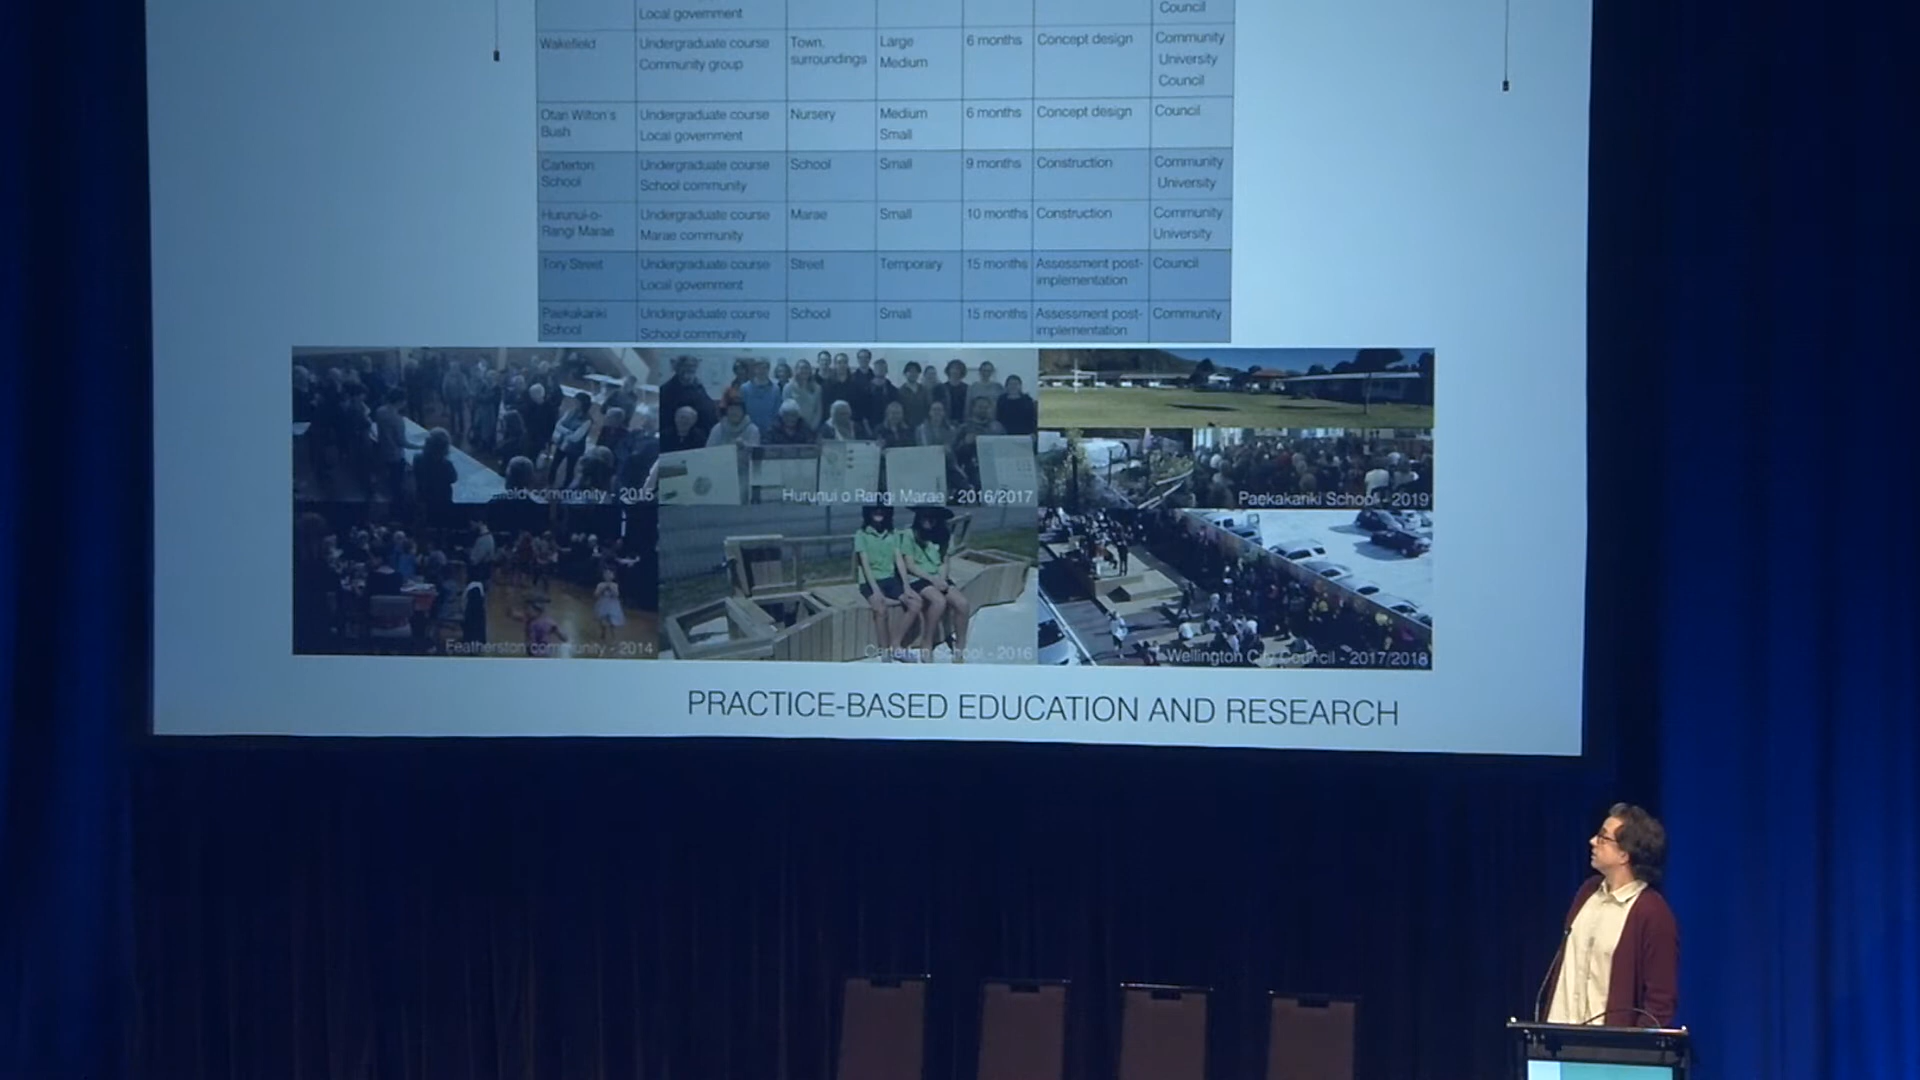 Local government
Council
Wakefield
Undergraduate course
Community group
Town,
surroundings
Large
Medium
6 months
Concept design
Community
University
Council
Otari Wilton's
Bush
Undergraduate course
Local government
Nursery
Medium
Small
6 months
Concept design
Council
Carterton
School
Undergraduate course
School community
School
Small
9 months
Construction
Community
University
Hurunui-o-
Rangi Marae
Undergraduate course
Marae community
Marae
Small
10 months
Construction
Community
University
Tory Street
Undergraduate course
Local government
Street
Temporary
15 months
Assessment post-
implementation
Council
Paekakariki
School
Undergraduate course
School community
School
Small
15 months
Assessment post-
implementation
Community
community - 2015
Hurunui o Rangi Marae - 2016/2017
Paekakariki School - 2019
Featherston community - 2014
Carterton School - 2016
Wellington City Council - 2017/2018
PRACTICE-BASED EDUCATION AND RESEARCH